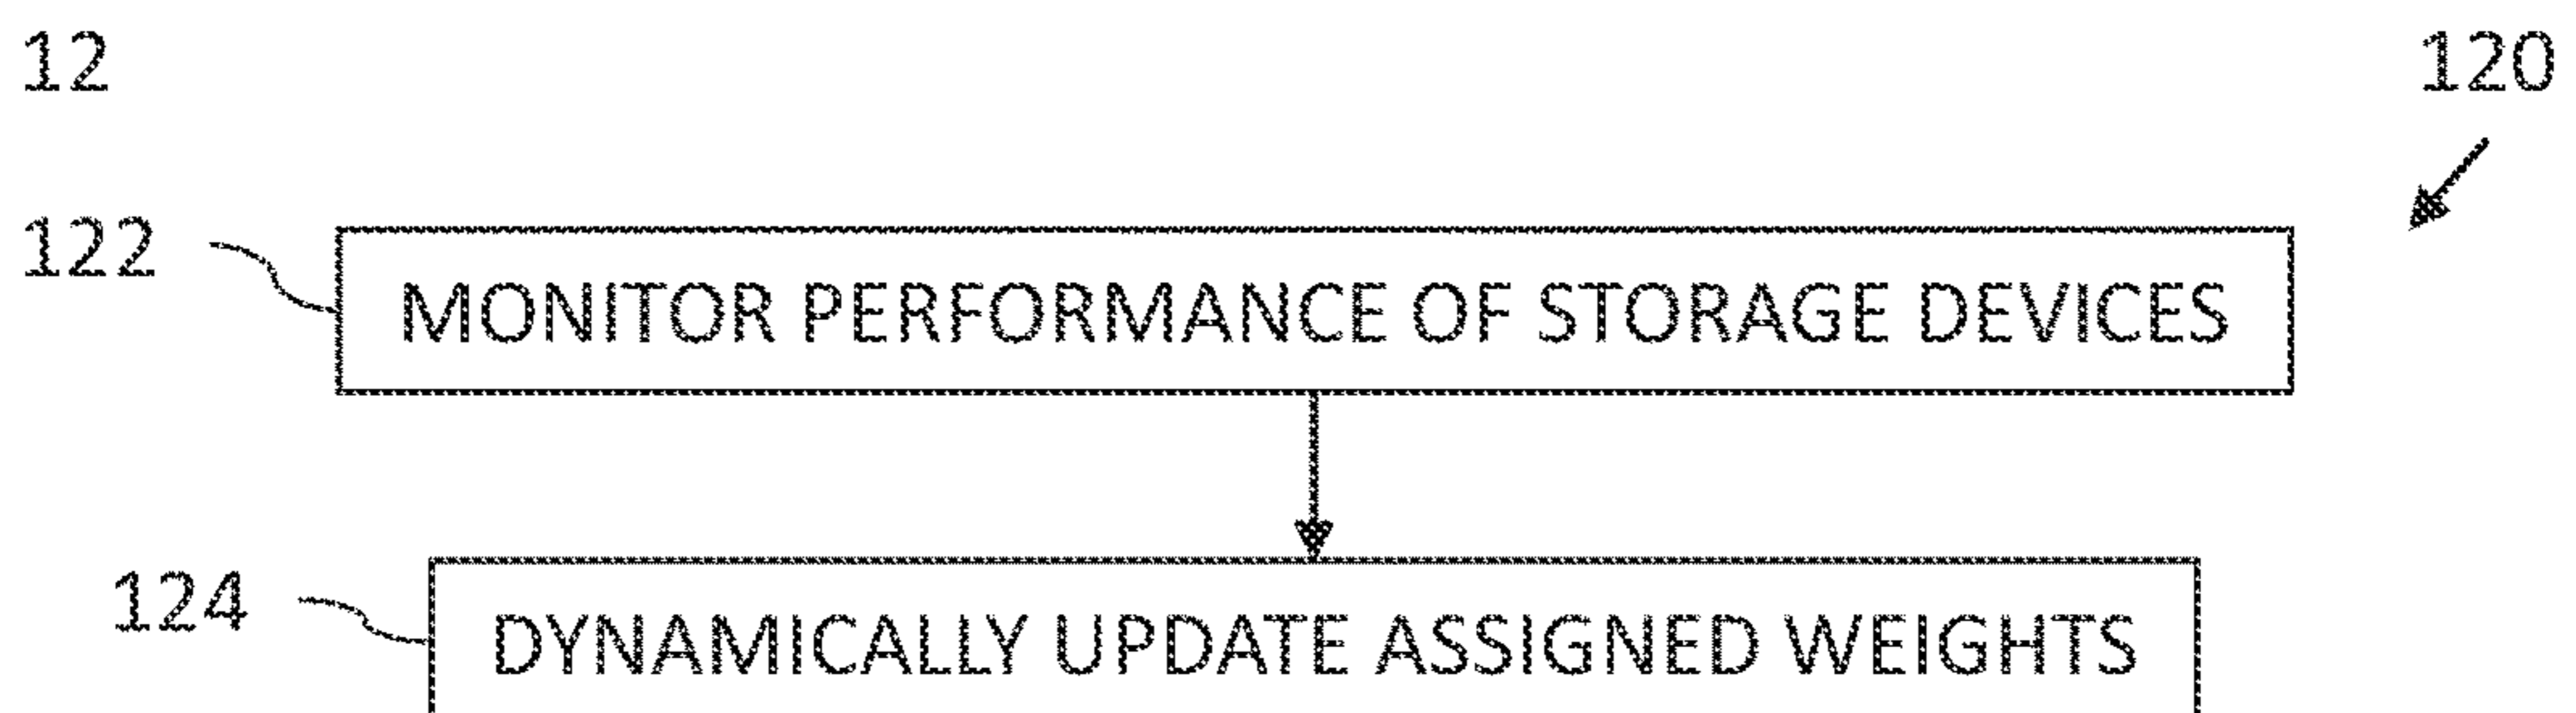 12
120
122
MONITOR PERFORMANCE OF STORAGE DEVICES
124
DYNAMICALLY UPDATE ASSIGNED WEIGHTS